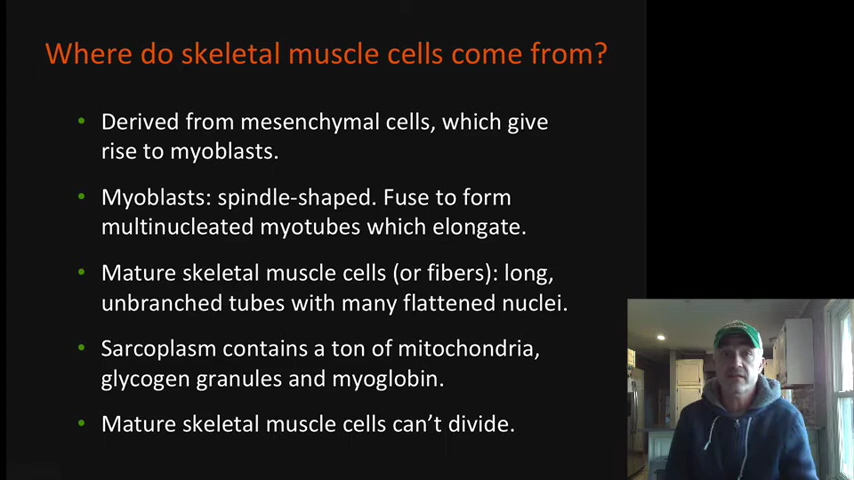 Where do skeletal muscle cells come from?
• Derived from mesenchymal cells, which give
rise to myoblasts.
• Myoblasts: spindle-shaped. Fuse to form
multinucleated myotubes which elongate.
• Mature skeletal muscle cells (or fibers): long,
unbranched tubes with many flattened nuclei.
• Sarcoplasm contains a ton of mitochondria,
glycogen granules and myoglobin.
• Mature skeletal muscle cells can’t divide.